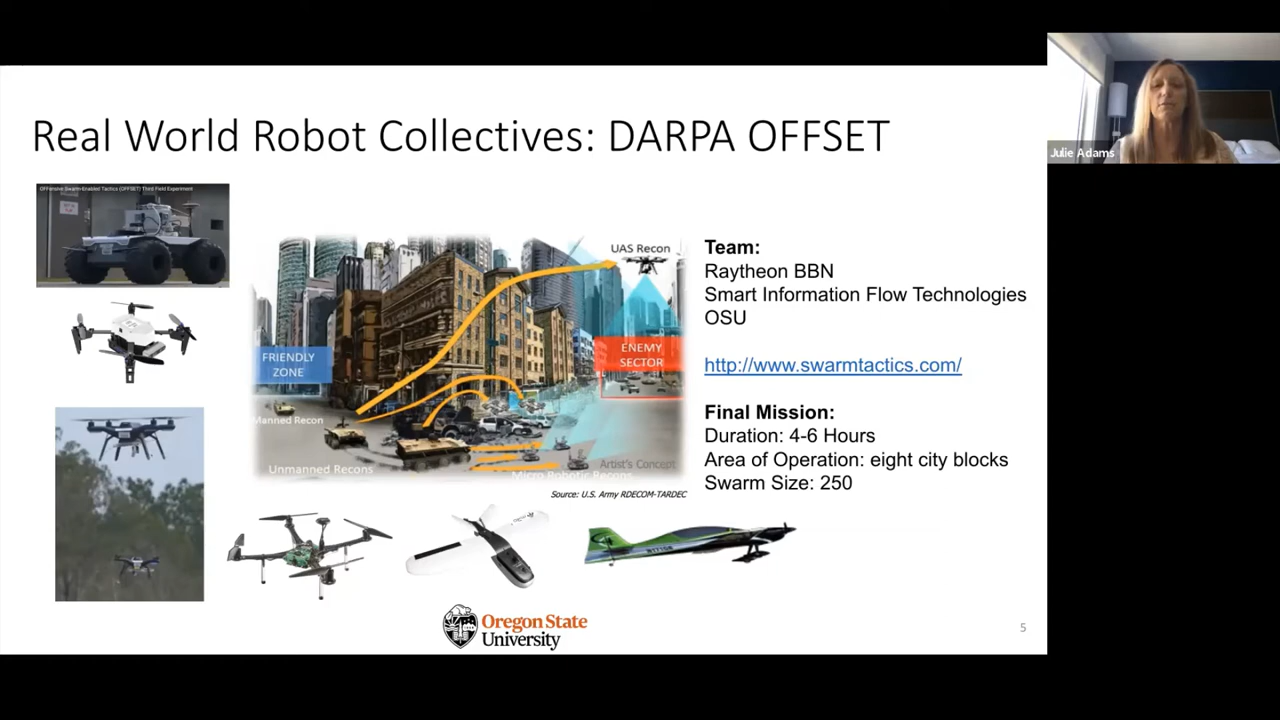 Real World Robot Collectives: DARPA OFFSET
Julie Adams
OFFensive Swarm-Enabled Tactics (OFFSET) Third Field Experiment
UAS Recon
FRIENDLY
ZONE
ENEMY
SECTOR
Manned Recon
Unmanned Recons
Artist's Concept
Micro Robotic Recons
Source: U.S. Army RDECOM-TARDEC
Team:
Raytheon BBN
Smart Information Flow Technologies
OSU
http://www.swarmtactics.com/
Final Mission:
Duration: 4-6 Hours
Area of Operation: eight city blocks
Swarm Size: 250
Oregon State
University
5